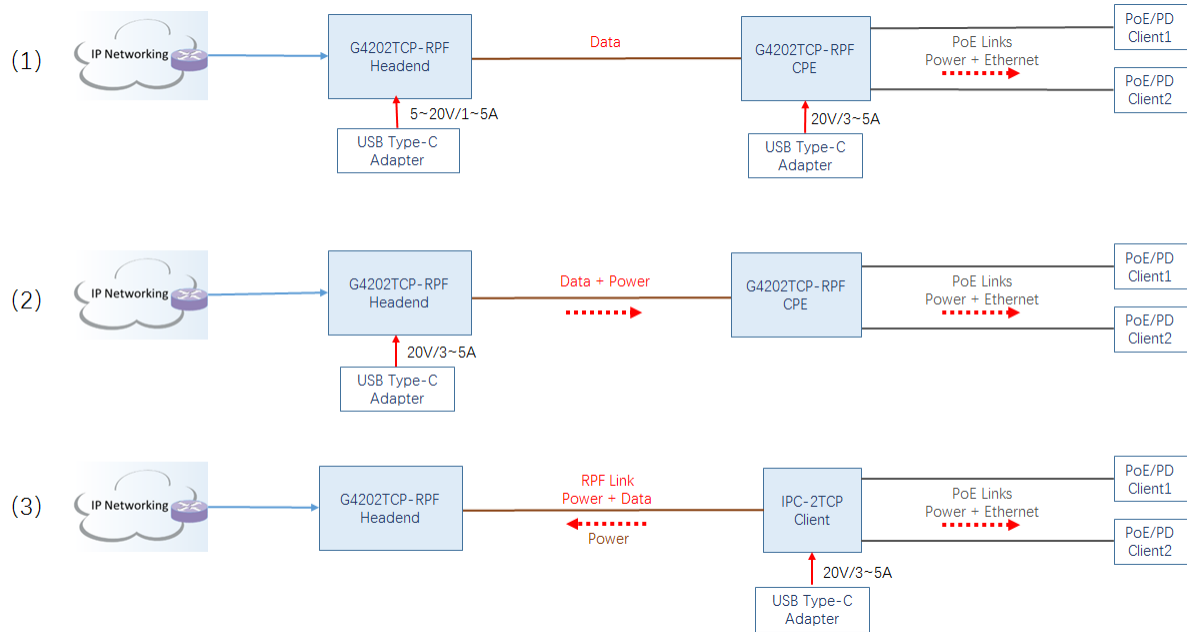 (1)
IP Networking
G4202TCP-RPF
Headend
5~20V/1~5A
USB Type-C
Adapter
Data
G4202TCP-RPF
CPE
20V/3~5A
USB Type-C
Adapter
PoE Links
Power + Ethernet
PoE/PD
Client1
PoE/PD
Client2
(2)
IP Networking
G4202TCP-RPF
Headend
20V/3~5A
USB Type-C
Adapter
Data + Power
G4202TCP-RPF
CPE
PoE Links
Power + Ethernet
PoE/PD
Client1
PoE/PD
Client2
(3)
IP Networking
G4202TCP-RPF
Headend
RPF Link
Power + Data
Power
IPC-2TCP
Client
20V/3~5A
USB Type-C
Adapter
PoE Links
Power + Ethernet
PoE/PD
Client1
PoE/PD
Client2